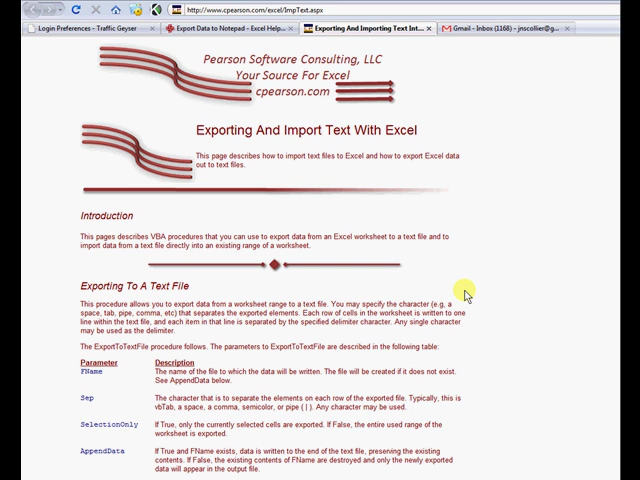 http://www.cpearson.com/excel/ImpText.aspx
Login Preferences - Traffic Geyser
Export Data to Notepad - Excel Help...
Exporting And Importing Text Int...
Gmail - Inbox (1168) - jnscollier@g...
Pearson Software Consulting, LLC
Your Source For Excel
cpearson.com
Exporting And Import Text With Excel
This page describes how to import text files to Excel and how to export Excel data
out to text files.
Introduction
This pages describes VBA procedures that you can use to export data from an Excel worksheet to a text file and to
import data from a text file directly into an existing range of a worksheet.
Exporting To A Text File
This procedure allows you to export data from a worksheet range to a text file. You may specify the character (e.g, a
space, tab, pipe, comma, etc) that separates the exported elements. Each row of cells in the worksheet is written to one
line within the text file, and each item in that line is separated by the specified delimiter character. Any single character
may be used as the delimiter.
The ExportToTextFile procedure follows. The parameters to ExportToTextFile are described in the following table:
Parameter Description
FName The name of the file to which the data will be written. The file will be created if it does not exist.
See AppendData below.
Sep The character that is to separate the elements on each row of the exported file. Typically, this is
vbTab, a space, a comma, semicolor, or pipe ( | ). Any character may be used.
SelectionOnly If True, only the currently selected cells are exported. If False, the entire used range of the
worksheet is exported.
AppendData If True and FName exists, data is written to the end of the text file, preserving the existing
contents. If False, the existing contents of FName are destroyed and only the newly exported
data will appear in the output file.